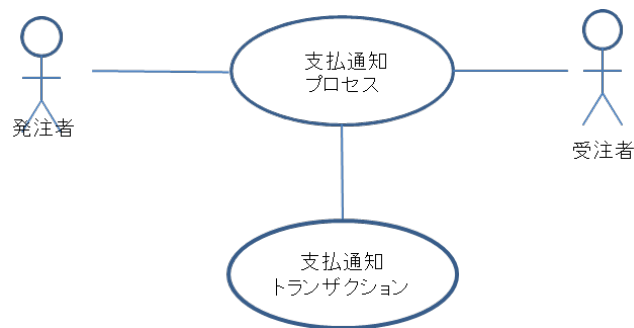 支払通知
プロセス
発注者
受注者
支払通知
トランザクション